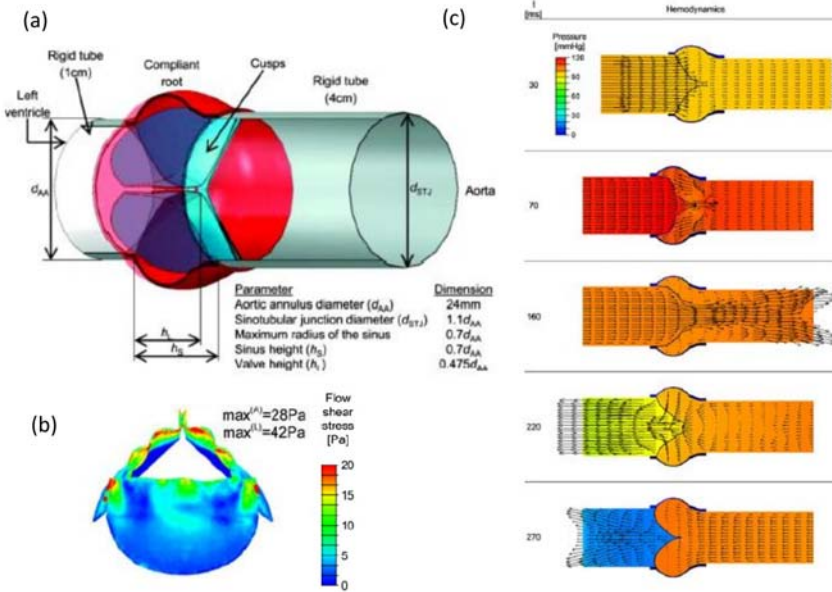 (a)
Rigid tube
(1cm)
Compliant
root
Cusps
Rigid tube
(4cm)
Left
ventricle
dAA
dSTJ
Aorta
hL
hS
Parameter Dimension
Aortic annulus diameter (dAA) 24mm
Sinotubular junction diameter (dSTJ) 1.1dAA
Maximum radius of the sinus 0.7dAA
Sinus height (hS) 0.7dAA
Valve height (hL) 0.475dAA
(b)
max(A)=28Pa
max(L)=42Pa
Flow
shear
stress
[Pa]
20
15
10
5
0
(c)
t
[ms]
Hemodynamics
Pressure
[mmHg]
120
90
60
30
0
30
70
160
220
270